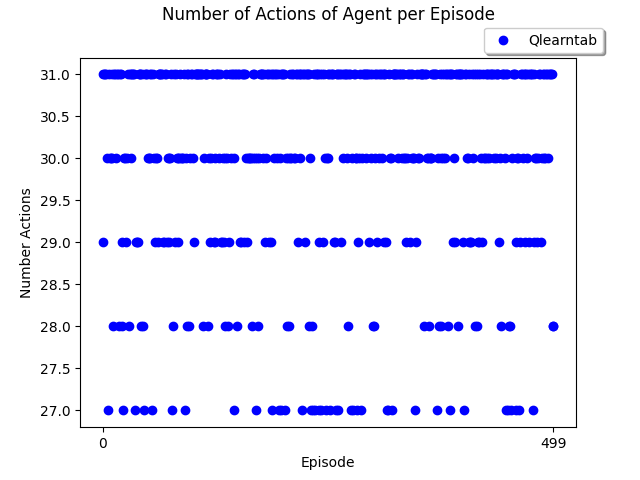 Number of Actions of Agent per Episode
Qlearntab
31.0
30.5
30.0
29.5
29.0
28.5
28.0
27.5
27.0
Number Actions
0
499
Episode